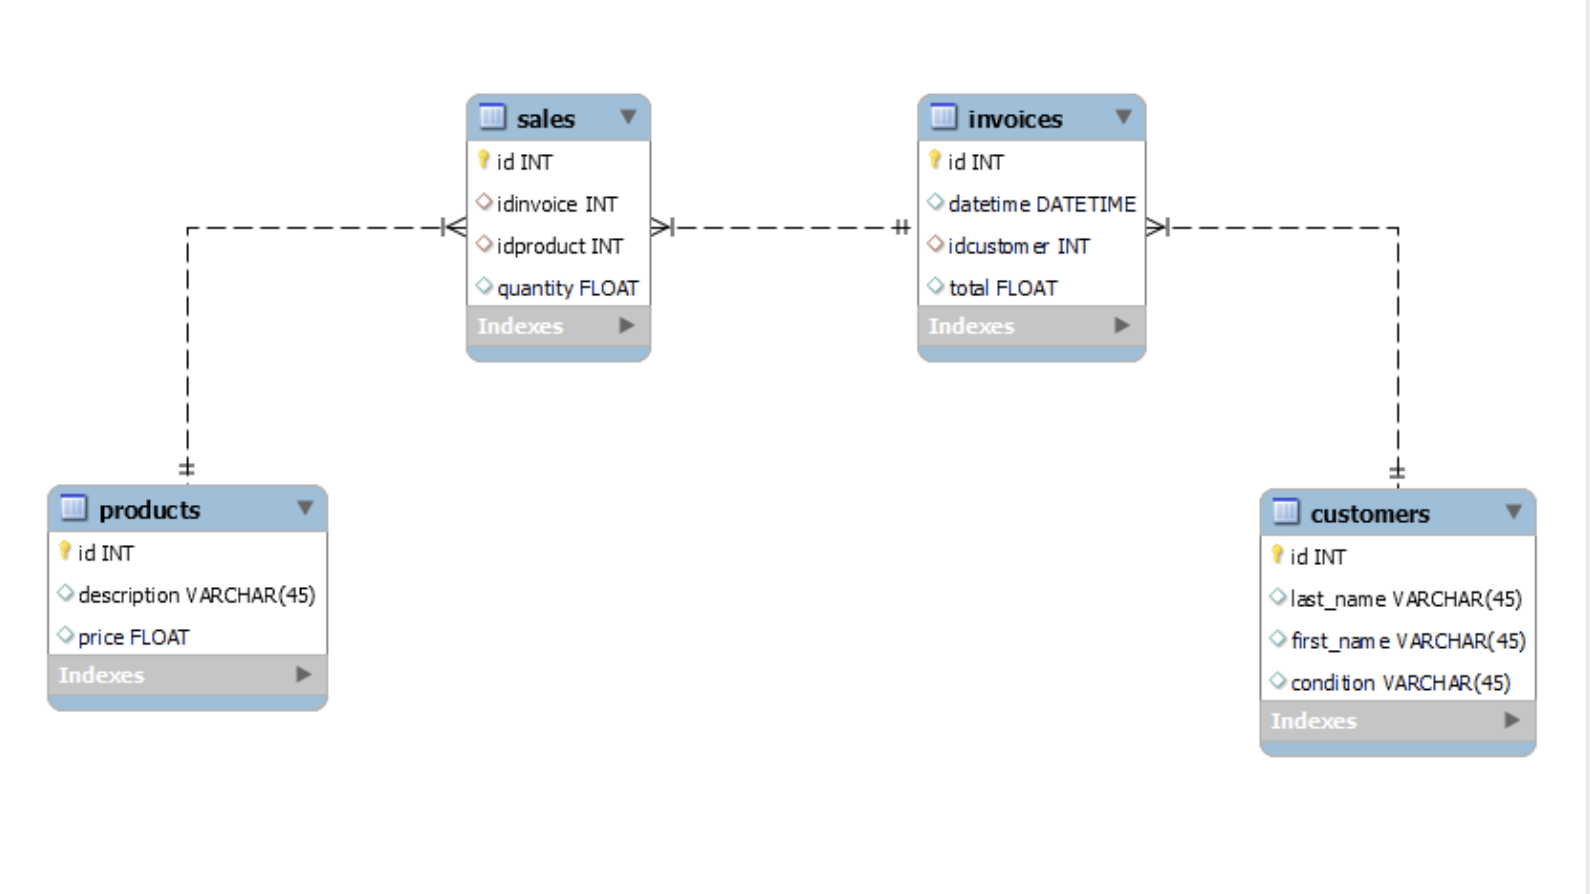 sales
id INT
idinvoice INT
idproduct INT
quantity FLOAT
Indexes
invoices
id INT
datetime DATETIME
idcustomer INT
total FLOAT
Indexes
products
id INT
description VARCHAR(45)
price FLOAT
Indexes
customers
id INT
last_name VARCHAR(45)
first_name VARCHAR(45)
condition VARCHAR(45)
Indexes